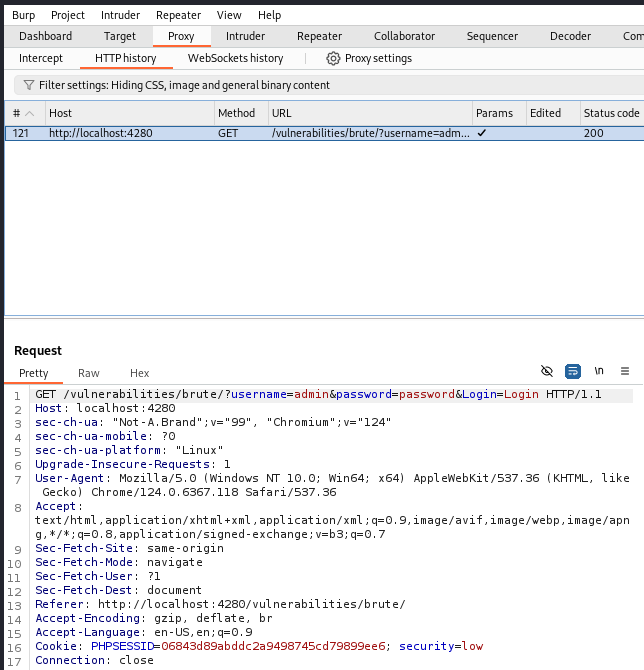 Burp Project Intruder Repeater View Help
Dashboard Target Proxy Intruder Repeater Collaborator Sequencer Decoder Com
Intercept HTTP history WebSockets history Proxy settings
Filter settings: Hiding CSS, image and general binary content
# Host Method URL Params Edited Status code
121 http://localhost:4280 GET /vulnerabilities/brute/?username=adm... ✓ 200
Request
Pretty Raw Hex \n
1 GET /vulnerabilities/brute/?username=admin&password=password&Login=Login HTTP/1.1
2 Host: localhost:4280
3 sec-ch-ua: "Not-A.Brand";v="99", "Chromium";v="124"
4 sec-ch-ua-mobile: ?0
5 sec-ch-ua-platform: "Linux"
6 Upgrade-Insecure-Requests: 1
7 User-Agent: Mozilla/5.0 (Windows NT 10.0; Win64; x64) AppleWebKit/537.36 (KHTML, like
Gecko) Chrome/124.0.6367.118 Safari/537.36
8 Accept:
text/html,application/xhtml+xml,application/xml;q=0.9,image/avif,image/webp,image/apn
g,*/*;q=0.8,application/signed-exchange;v=b3;q=0.7
9 Sec-Fetch-Site: same-origin
10 Sec-Fetch-Mode: navigate
11 Sec-Fetch-User: ?1
12 Sec-Fetch-Dest: document
13 Referer: http://localhost:4280/vulnerabilities/brute/
14 Accept-Encoding: gzip, deflate, br
15 Accept-Language: en-US,en;q=0.9
16 Cookie: PHPSESSID=06843d89abddc2a9498745cd79899ee6; security=low
17 Connection: close